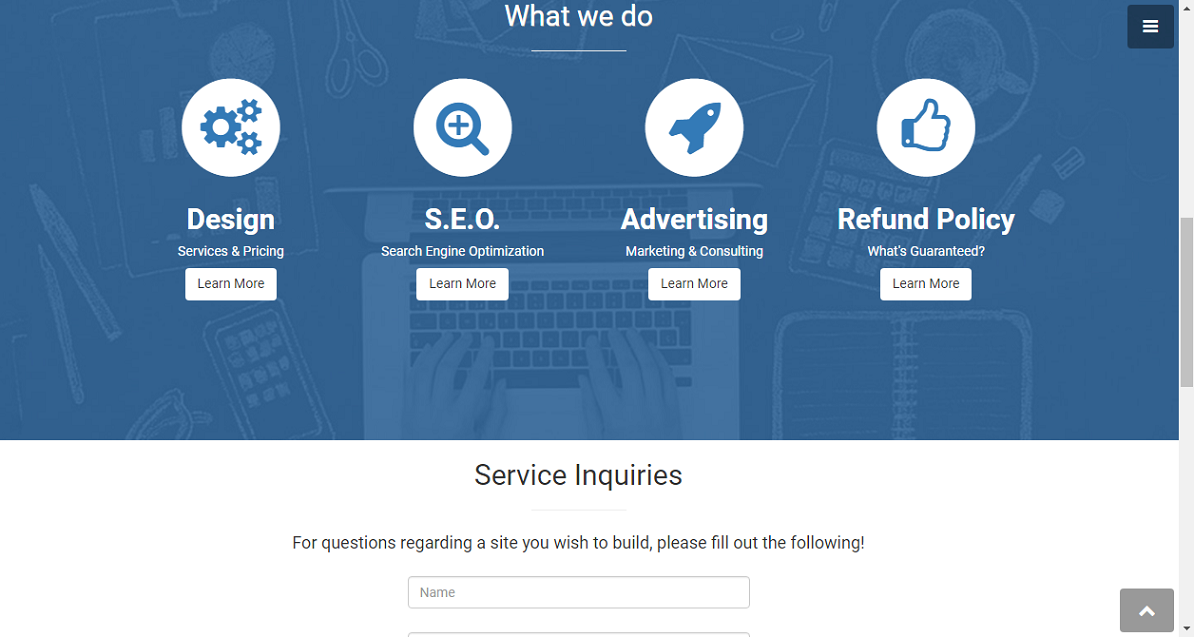 What we do
Design
Services & Pricing
Learn More
S.E.O.
Search Engine Optimization
Learn More
Advertising
Marketing & Consulting
Learn More
Refund Policy
What's Guaranteed?
Learn More
Service Inquiries
For questions regarding a site you wish to build, please fill out the following!
Name